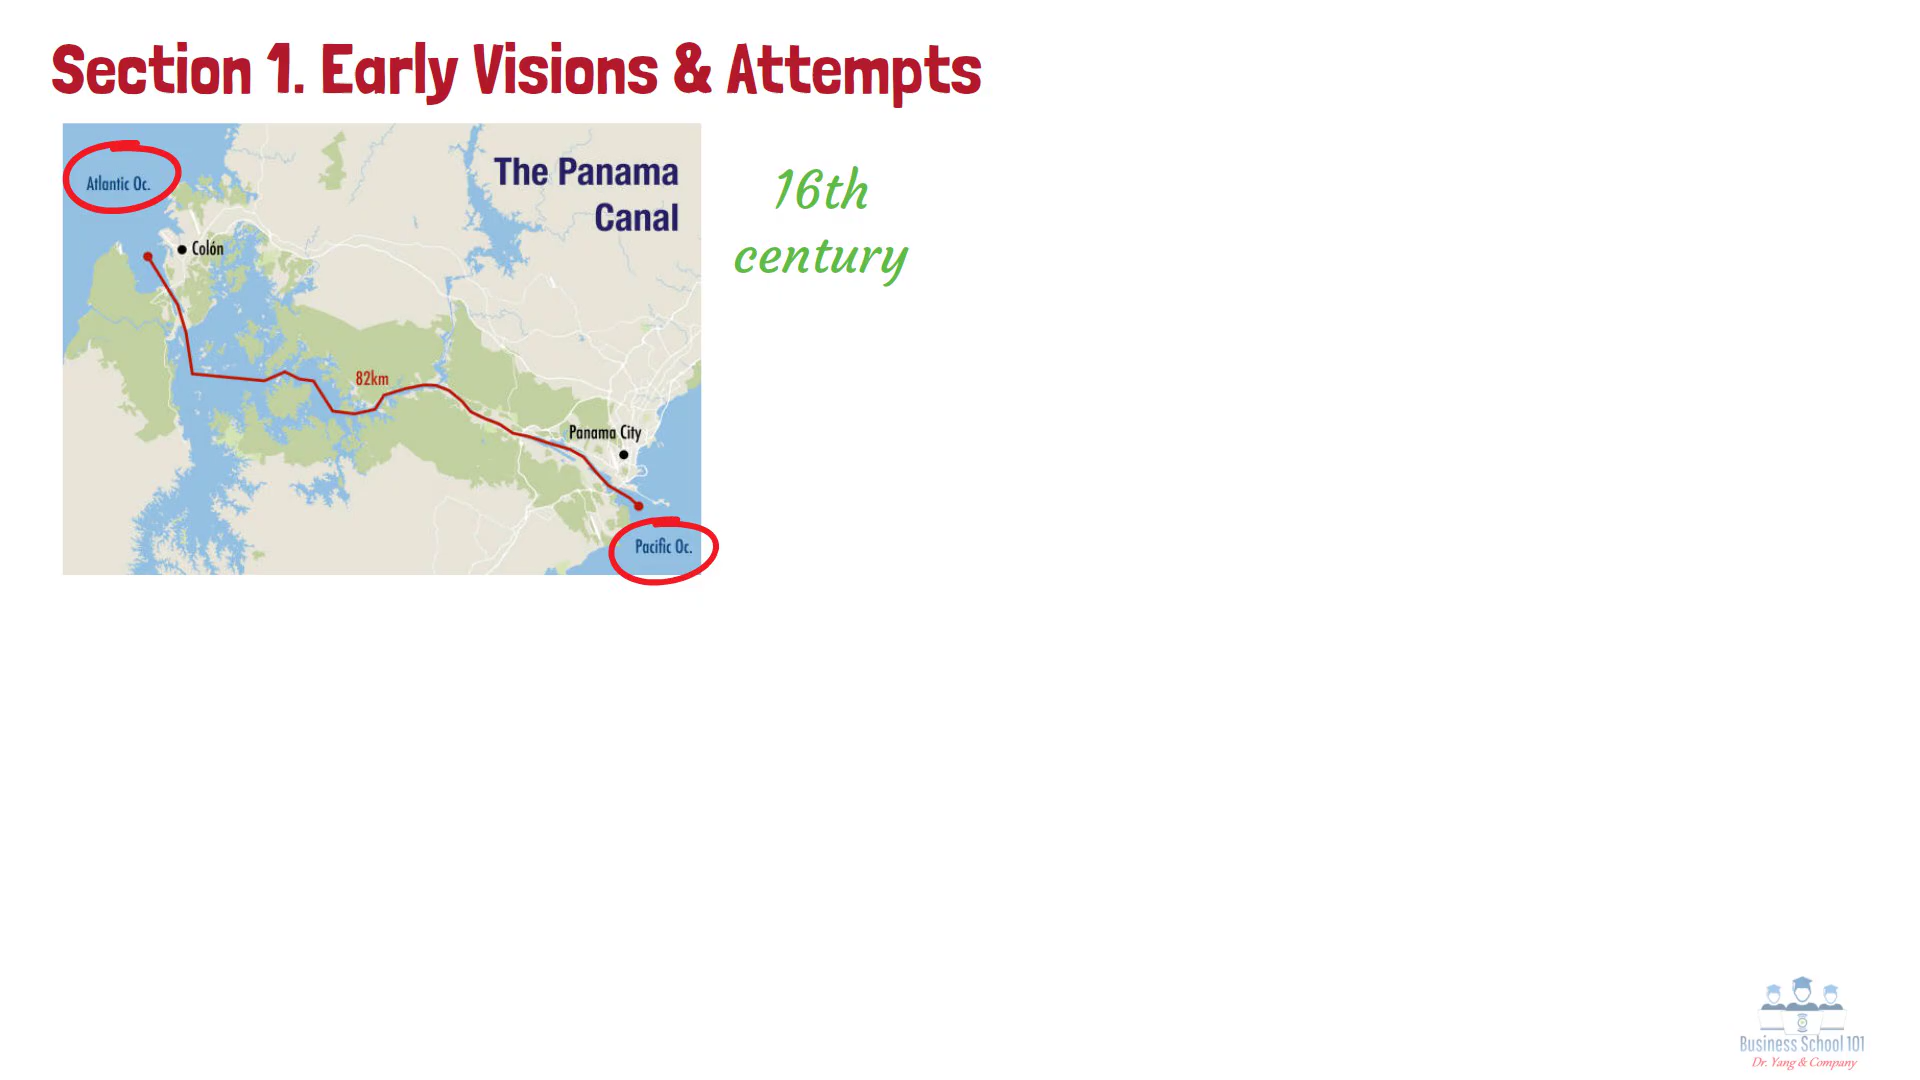 Section 1. Early Visions & Attempts
The Panama
Canal
Atlantic Oc.
Colón
82km
Panama City
Pacific Oc.
16th
century
Business School 101
Dr. Yang & Company